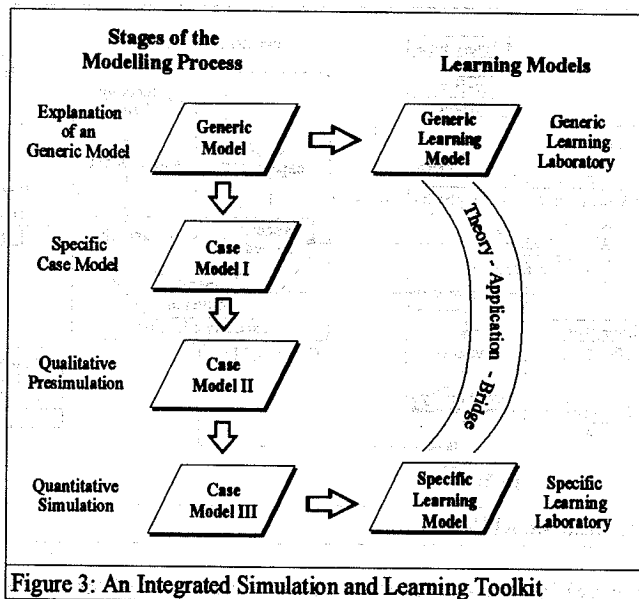 Stages of the
Modelling Process
Learning Models
Explanation
of an
Generic Model
Generic
Model
Generic
Learning
Model
Generic
Learning
Laboratory
Specific
Case Model
Case
Model I
Theory - Application - Bridge
Qualitative
Presimulation
Case
Model II
Quantitative
Simulation
Case
Model III
Specific
Learning
Model
Specific
Learning
Laboratory
Figure 3: An Integrated Simulation and Learning Toolkit